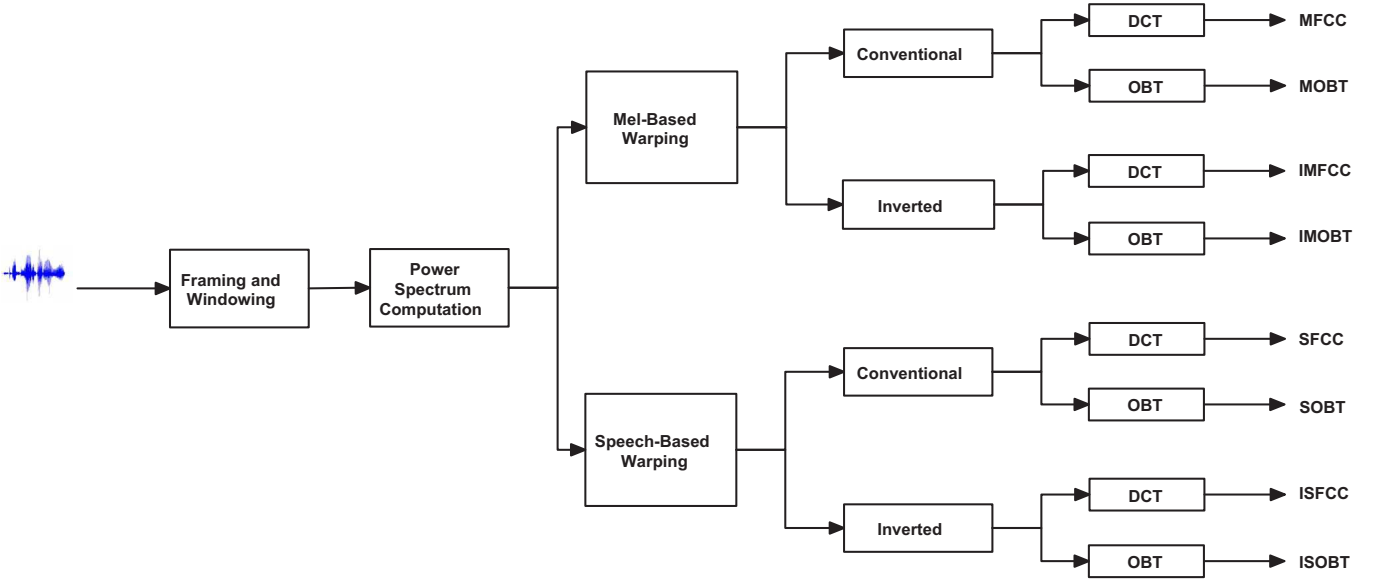 Framing and
Windowing
Power
Spectrum
Computation
Mel-Based
Warping
Conventional
DCT
MFCC
OBT
MOBT
Inverted
DCT
IMFCC
OBT
IMOBT
Speech-Based
Warping
Conventional
DCT
SFCC
OBT
SOBT
Inverted
DCT
ISFCC
OBT
ISOBT